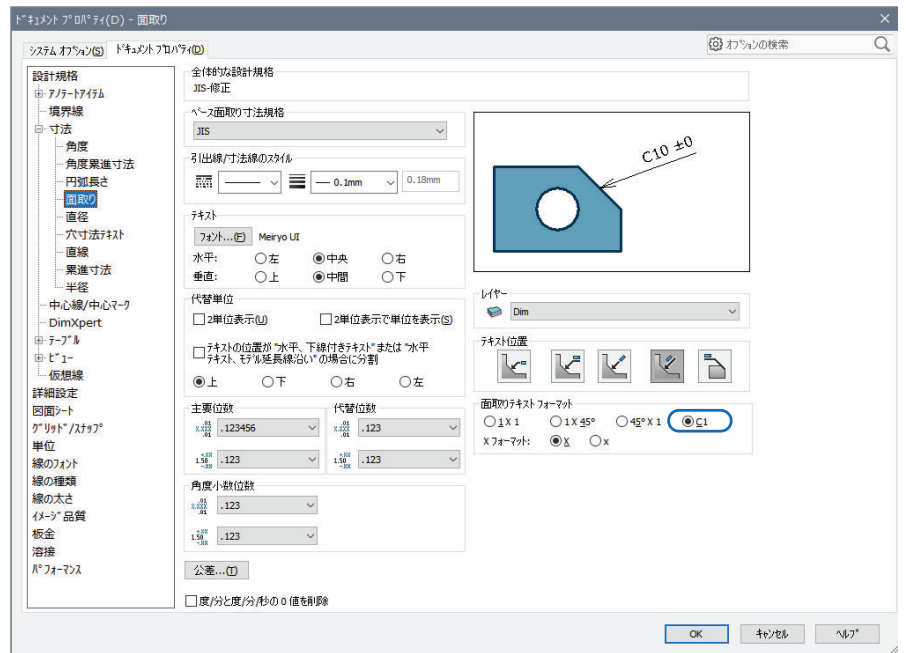 ドキュメント プロパティ(D) - 面取り
システム オプション(S)
ドキュメント プロパティ(D)
オプションの検索
設計規格
アノテートアイテム
境界線
寸法
角度
角度累進寸法
円弧長さ
面取り
直径
穴寸法テキスト
直線
累進寸法
半径
中心線/中心マーク
DimXpert
テーブル
ビュー
仮想線
詳細設定
図面シート
グリッド/スナップ
単位
線のフォント
線の種類
線の太さ
イメージ品質
板金
溶接
パフォーマンス
全体的な設計規格
JIS-修正
ベース面取り寸法規格
JIS
引出線/寸法線のスタイル
0.1mm
0.18mm
テキスト
フォント...(F)
Meiryo UI
水平: 左 中央 右
垂直: 上 中間 下
代替単位
2単位表示(U)
2単位表示で単位を表示(S)
テキストの位置が "水平、下線付きテキスト" または "水平
テキスト、モデル延長線沿い" の場合に分割
上 下 右 左
主要位数
.123456
.123
代替位数
.123
.123
角度小数位数
.123
.123
公差...(T)
度/分と度/分/秒の 0 値を削除
C10 ±0
レイヤー
Dim
テキスト位置
面取りテキスト フォーマット
1 X 1 1 X 45° 45° X 1 C1
X フォーマット: X x
OK
キャンセル
ヘルプ